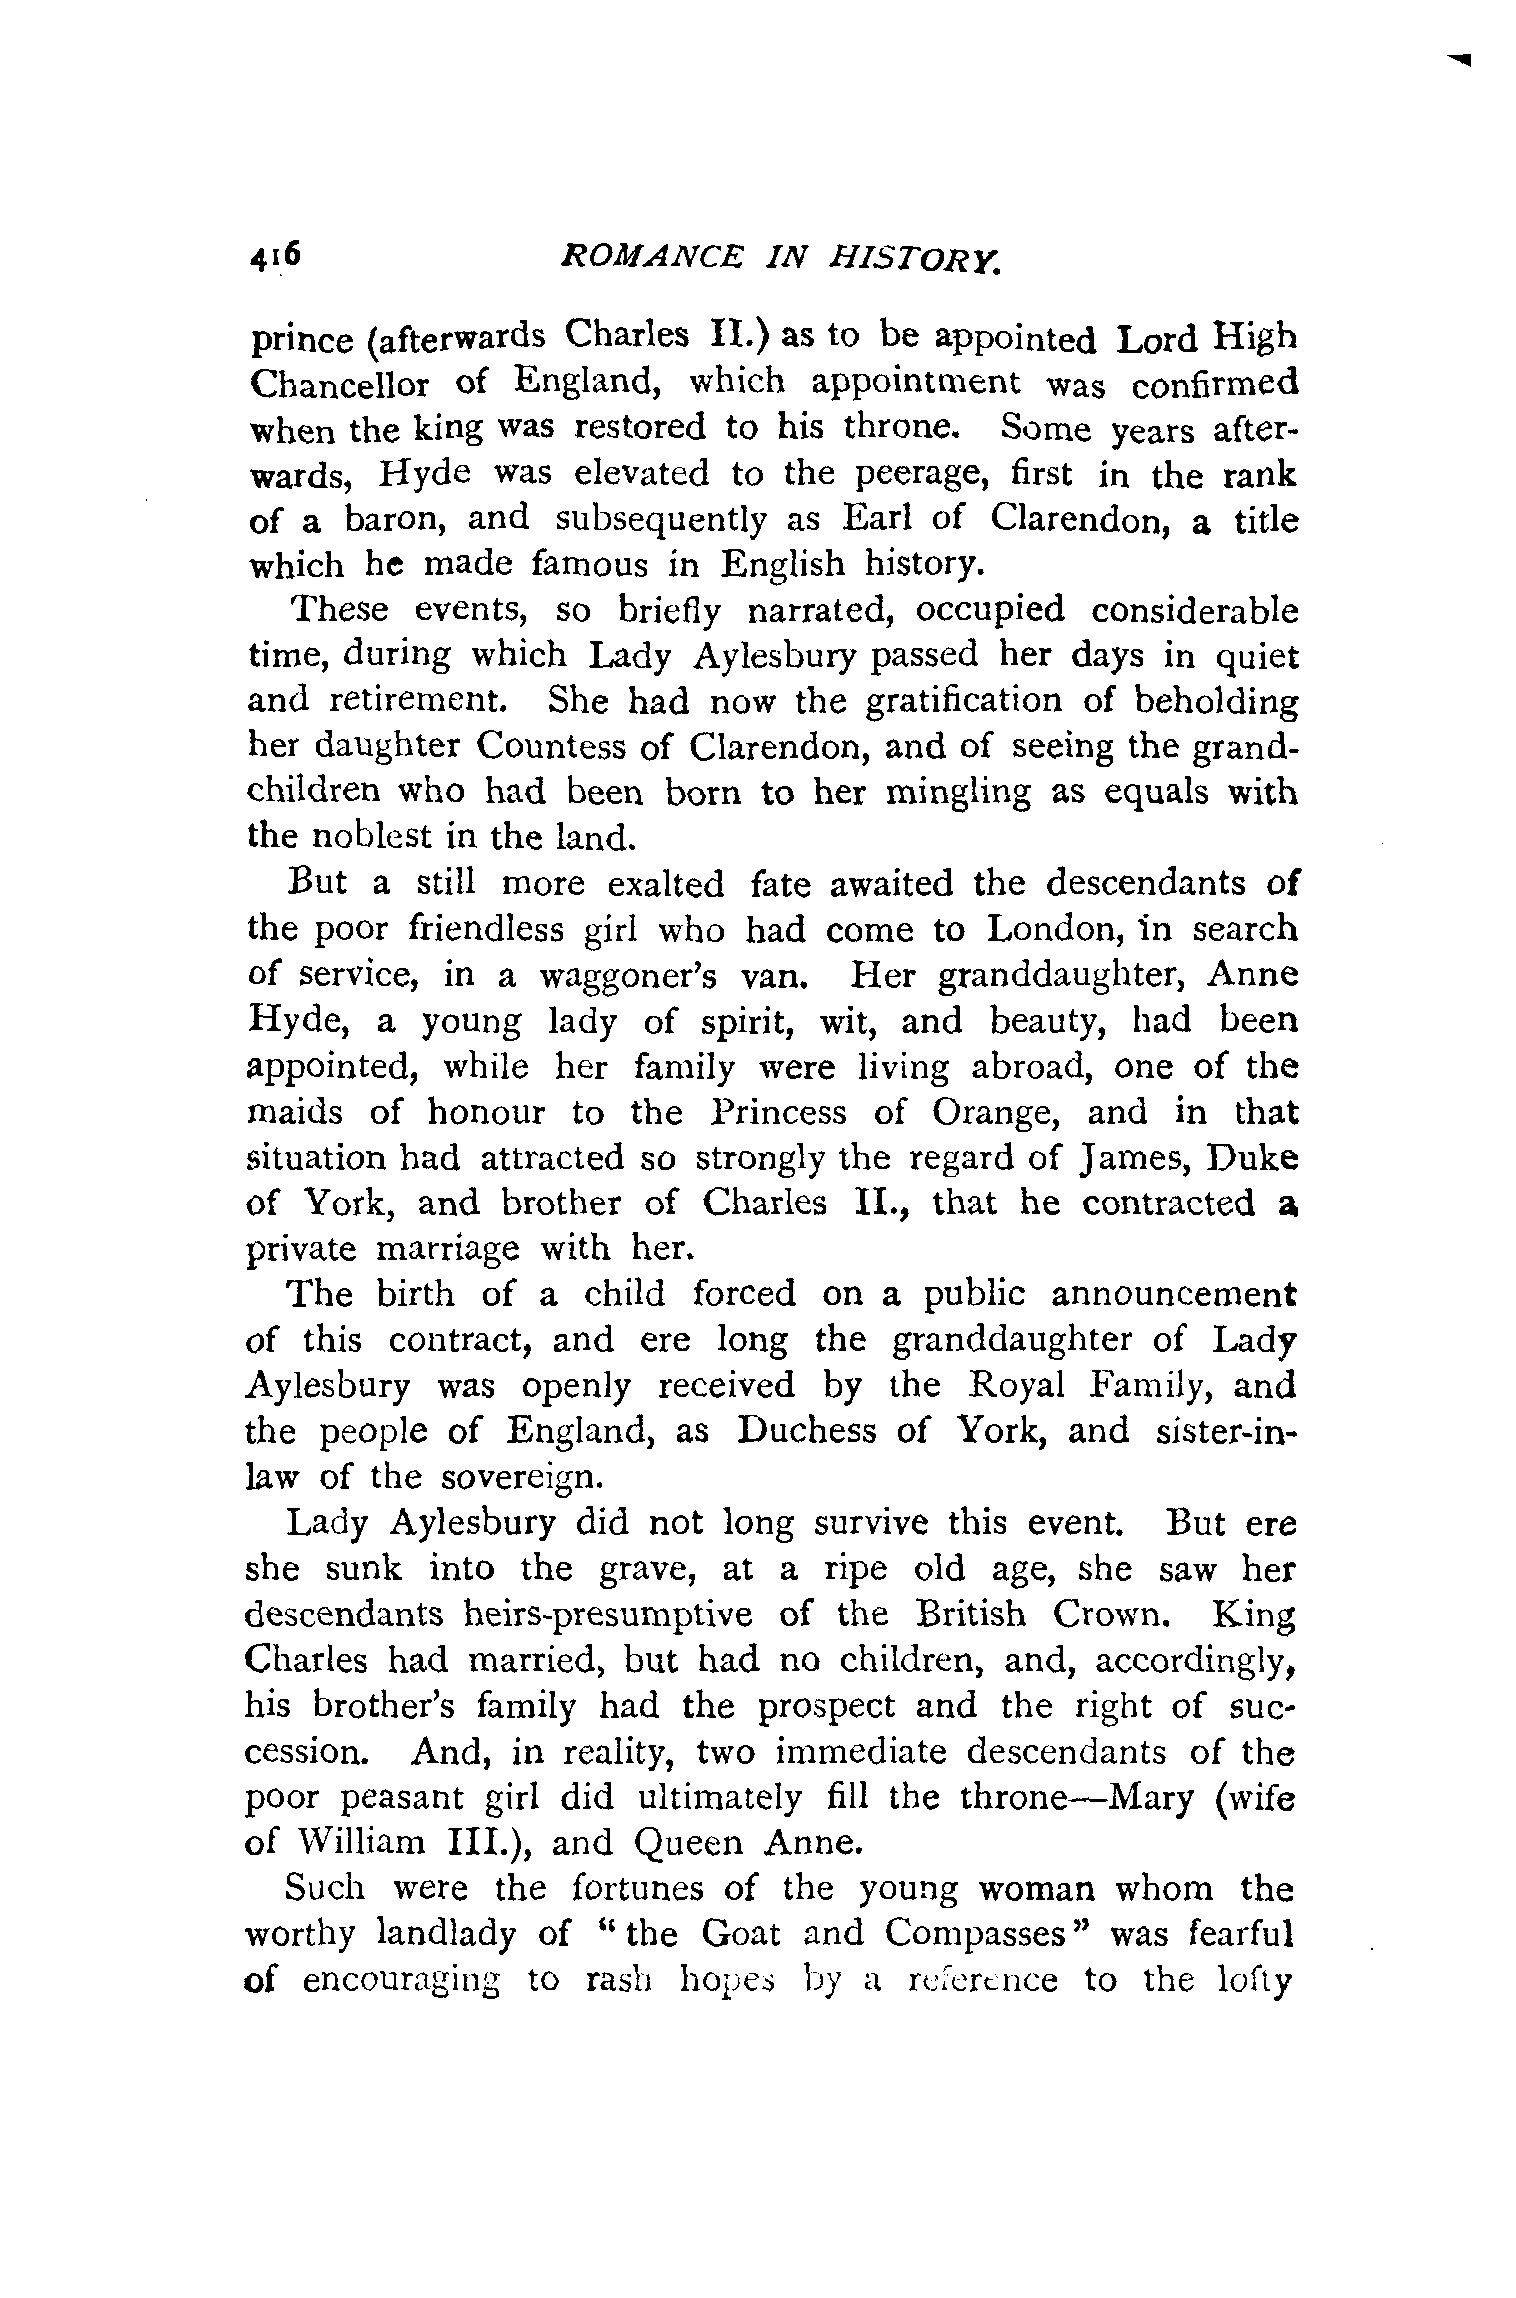 416 ROMANCE IN HISTORY.
prince (afterwards Charles II.) as to be appointed Lord High
Chancellor of England, which appointment was confirmed
when the king was restored to his throne. Some years after-
wards, Hyde was elevated to the peerage, first in the rank
of a baron, and subsequently as Earl of Clarendon, a title
which he made famous in English history.
These events, so briefly narrated, occupied considerable
time, during which Lady Aylesbury passed her days in quiet
and retirement. She had now the gratification of beholding
her daughter Countess of Clarendon, and of seeing the grand-
children who had been born to her mingling as equals with
the noblest in the land.
But a still more exalted fate awaited the descendants of
the poor friendless girl who had come to London, in search
of service, in a waggoner's van. Her granddaughter, Anne
Hyde, a young lady of spirit, wit, and beauty, had been
appointed, while her family were living abroad, one of the
maids of honour to the Princess of Orange, and in that
situation had attracted so strongly the regard of James, Duke
of York, and brother of Charles II., that he contracted a
private marriage with her.
The birth of a child forced on a public announcement
of this contract, and ere long the granddaughter of Lady
Aylesbury was openly received by the Royal Family, and
the people of England, as Duchess of York, and sister-in-
law of the sovereign.
Lady Aylesbury did not long survive this event. But ere
she sunk into the grave, at a ripe old age, she saw her
descendants heirs-presumptive of the British Crown. King
Charles had married, but had no children, and, accordingly,
his brother's family had the prospect and the right of suc-
cession. And, in reality, two immediate descendants of the
poor peasant girl did ultimately fill the throne—Mary (wife
of William III.), and Queen Anne.
Such were the fortunes of the young woman whom the
worthy landlady of "the Goat and Compasses" was fearful
of encouraging to rash hopes by a reference to the lofty